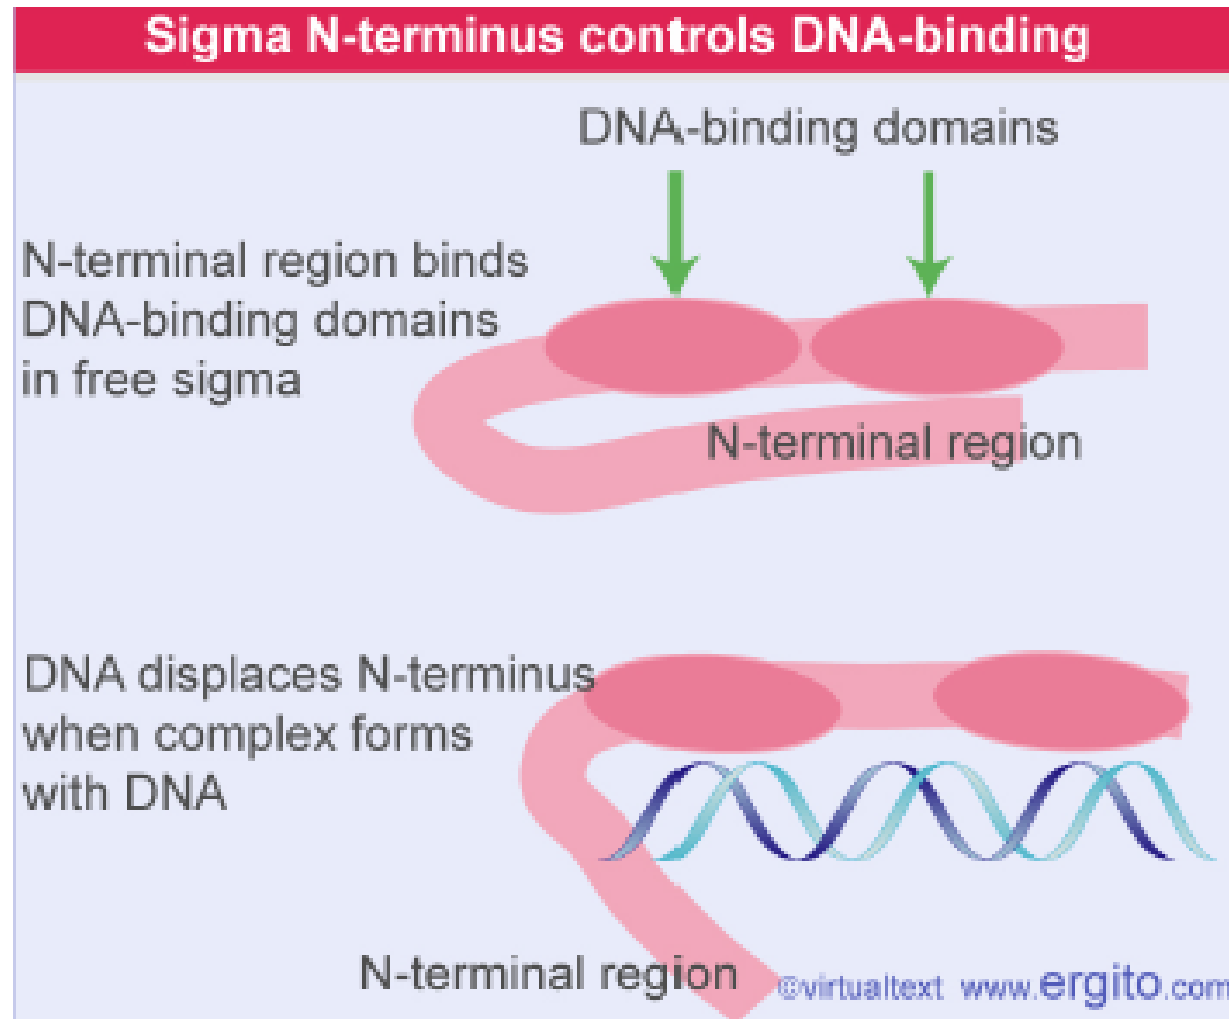 Sigma N-terminus controls DNA-binding
DNA-binding domains
N-terminal region binds
DNA-binding domains
in free sigma
N-terminal region
DNA displaces N-terminus
when complex forms
with DNA
N-terminal region
©virtualtext www.ergito.com